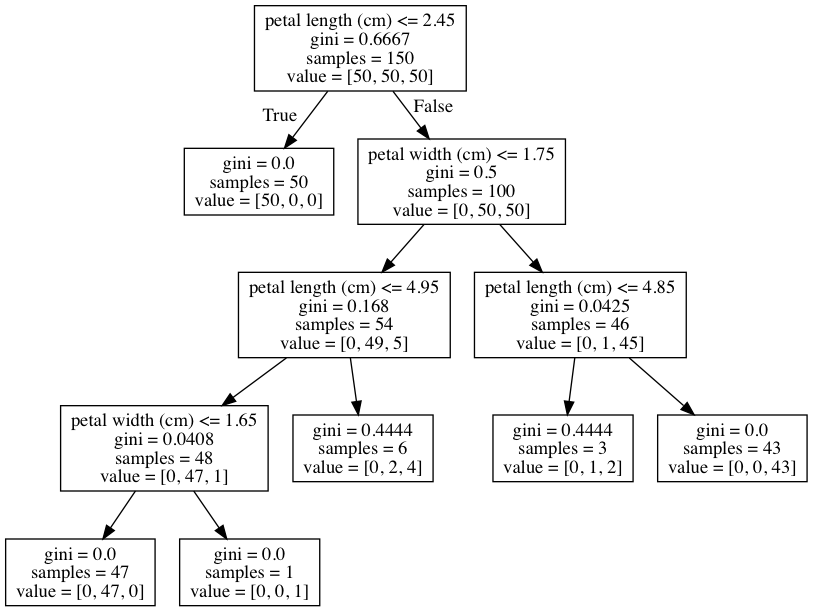 petal length (cm) <= 2.45
gini = 0.6667
samples = 150
value = [50, 50, 50]
True
False
gini = 0.0
samples = 50
value = [50, 0, 0]
petal width (cm) <= 1.75
gini = 0.5
samples = 100
value = [0, 50, 50]
petal length (cm) <= 4.95
gini = 0.168
samples = 54
value = [0, 49, 5]
petal length (cm) <= 4.85
gini = 0.0425
samples = 46
value = [0, 1, 45]
petal width (cm) <= 1.65
gini = 0.0408
samples = 48
value = [0, 47, 1]
gini = 0.4444
samples = 6
value = [0, 2, 4]
gini = 0.4444
samples = 3
value = [0, 1, 2]
gini = 0.0
samples = 43
value = [0, 0, 43]
gini = 0.0
samples = 47
value = [0, 47, 0]
gini = 0.0
samples = 1
value = [0, 0, 1]